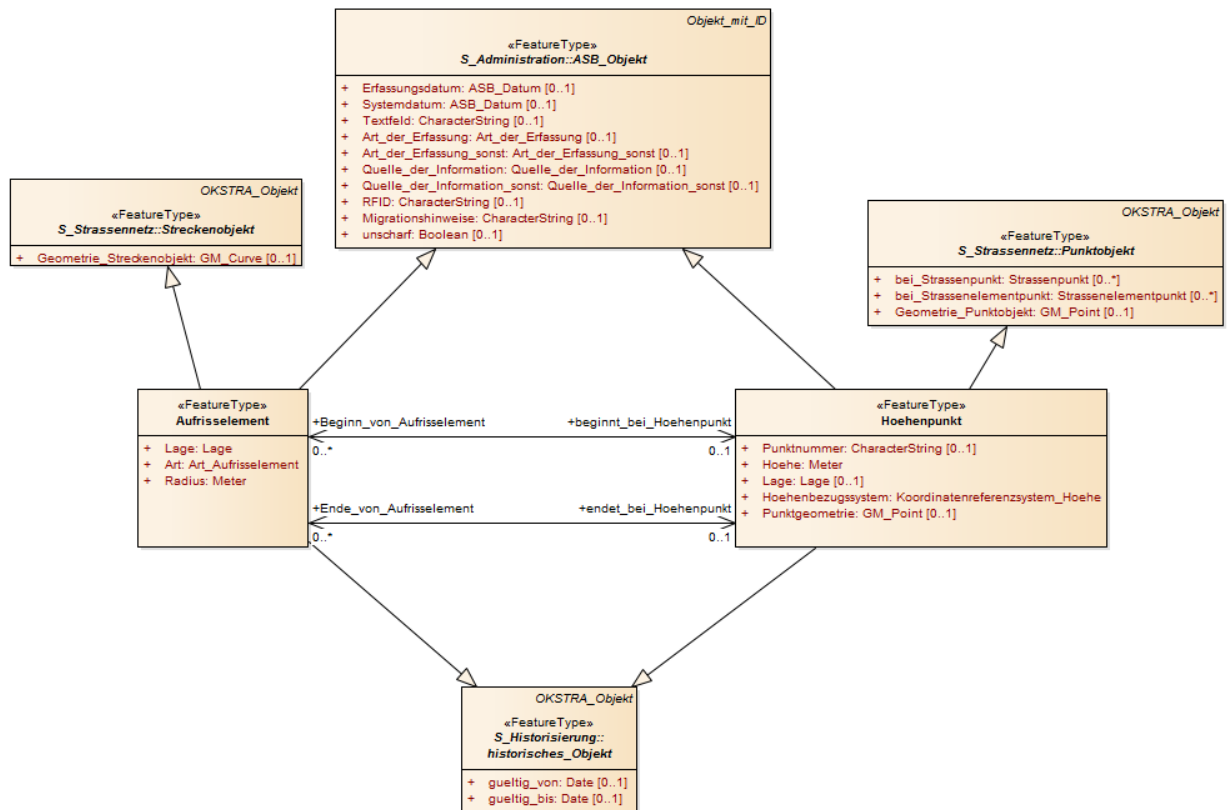 Objekt_mit_ID
«FeatureType»
S_Administration::ASB_Objekt
+ Erfassungsdatum: ASB_Datum [0..1]
+ Systemdatum: ASB_Datum [0..1]
+ Textfeld: CharacterString [0..1]
+ Art_der_Erfassung: Art_der_Erfassung [0..1]
+ Art_der_Erfassung_sonst: Art_der_Erfassung_sonst [0..1]
+ Quelle_der_Information: Quelle_der_Information [0..1]
+ Quelle_der_Information_sonst: Quelle_der_Information_sonst [0..1]
+ RFID: CharacterString [0..1]
+ Migrationshinweise: CharacterString [0..1]
+ unscharf: Boolean [0..1]
OKSTRA_Objekt
«FeatureType»
S_Strassennetz::Streckenobjekt
+ Geometrie_Streckenobjekt: GM_Curve [0..1]
OKSTRA_Objekt
«FeatureType»
S_Strassennetz::Punktobjekt
+ bei_Strassenpunkt: Strassenpunkt [0..*]
+ bei_Strassenelementpunkt: Strassenelementpunkt [0..*]
+ Geometrie_Punktobjekt: GM_Point [0..1]
«FeatureType»
Aufrisselement
+ Lage: Lage
+ Art: Art_Aufrisselement
+ Radius: Meter
+Beginn_von_Aufrisselement
+beginnt_bei_Hoehenpunkt
0..*
0..1
+Ende_von_Aufrisselement
+endet_bei_Hoehenpunkt
0..*
0..1
«FeatureType»
Hoehenpunkt
+ Punktnummer: CharacterString [0..1]
+ Hoehe: Meter
+ Lage: Lage [0..1]
+ Hoehenbezugssystem: Koordinatenreferenzsystem_Hoehe
+ Punktgeometrie: GM_Point [0..1]
OKSTRA_Objekt
«FeatureType»
S_Historisierung::
historisches_Objekt
+ gueltig_von: Date [0..1]
+ gueltig_bis: Date [0..1]